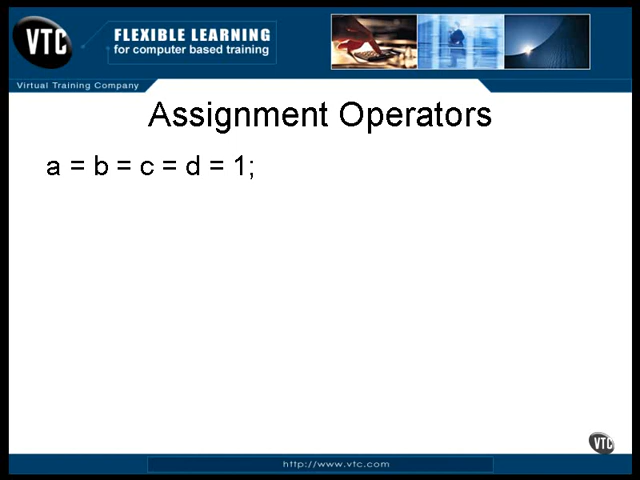 VTC
FLEXIBLE LEARNING
for computer based training
Virtual Training Company
Assignment Operators
a = b = c = d = 1;
VTC
http://www.vtc.com